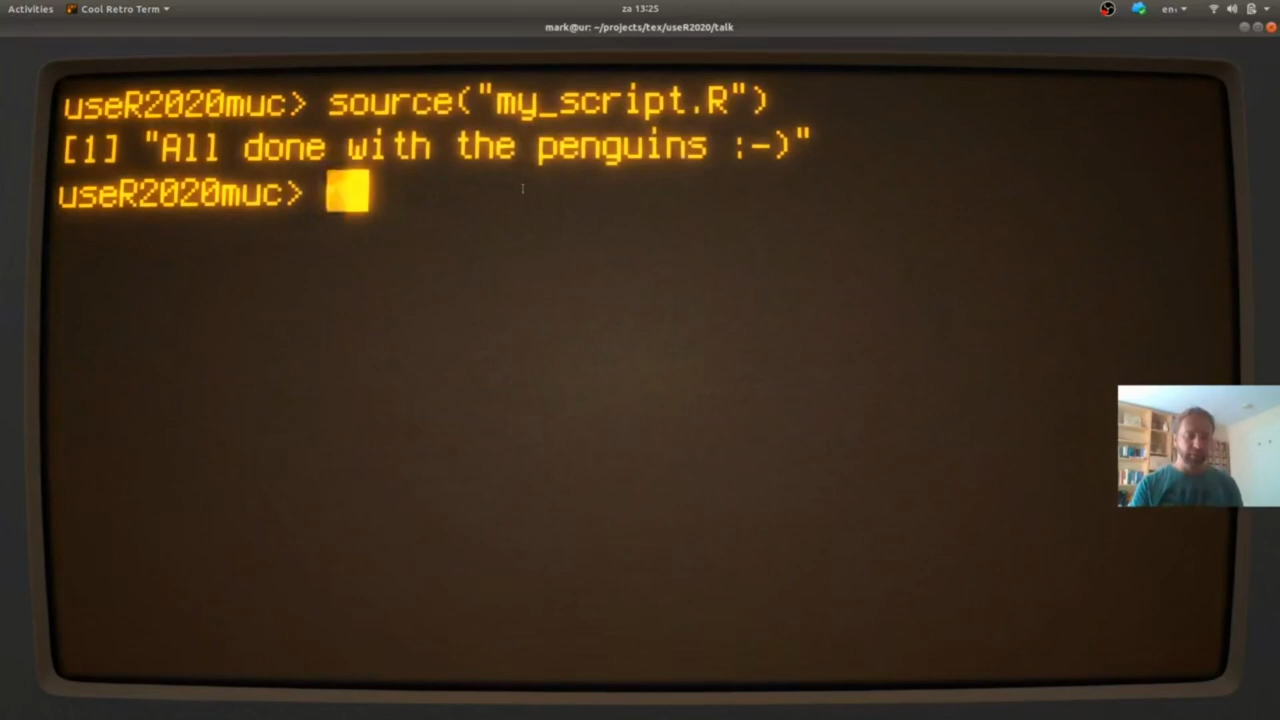 Activities Cool Retro Term za 13:25
mark@ur: ~/projects/tex/useR2020/talk
useR2020muc> source("my_script.R")
[1] "All done with the penguins :-)"
useR2020muc>